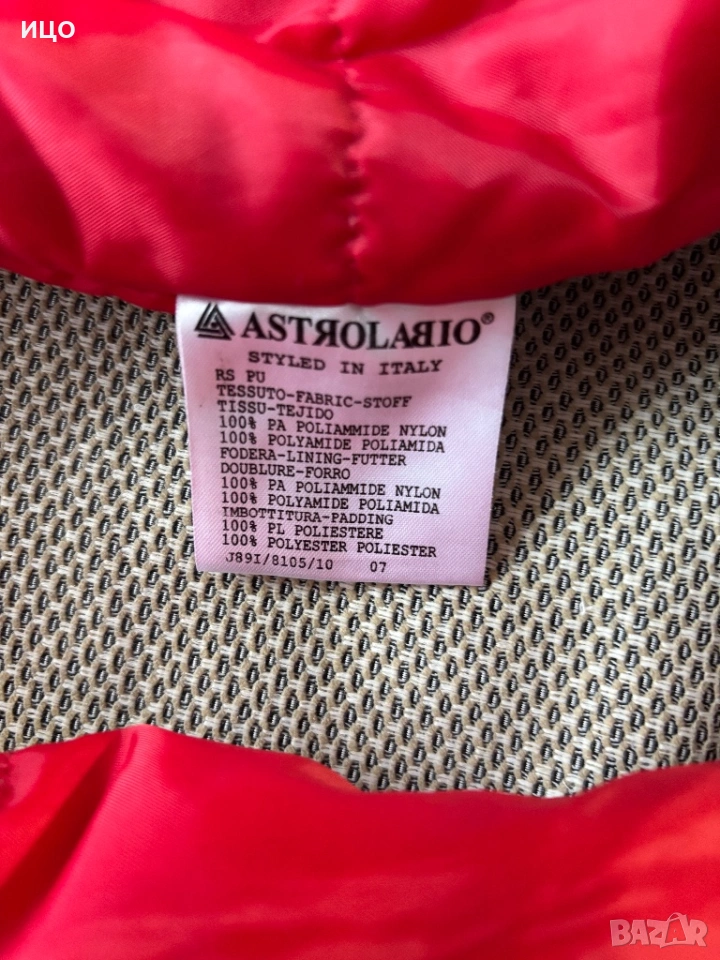 ИЦО
ASTЯOLAꓭIO®
STYLED IN ITALY
RS PU
TESSUTO-FABRIC-STOFF
TISSU-TEJIDO
100% PA POLIAMMIDE NYLON
100% POLYAMIDE POLIAMIDA
FODERA-LINING-FUTTER
DOUBLURE-FORRO
100% PA POLIAMMIDE NYLON
100% POLYAMIDE POLIAMIDA
IMBOTTITURA-PADDING
100% PL POLIESTERE
100% POLYESTER POLIESTER
J89I/8105/10 07
BAZAR